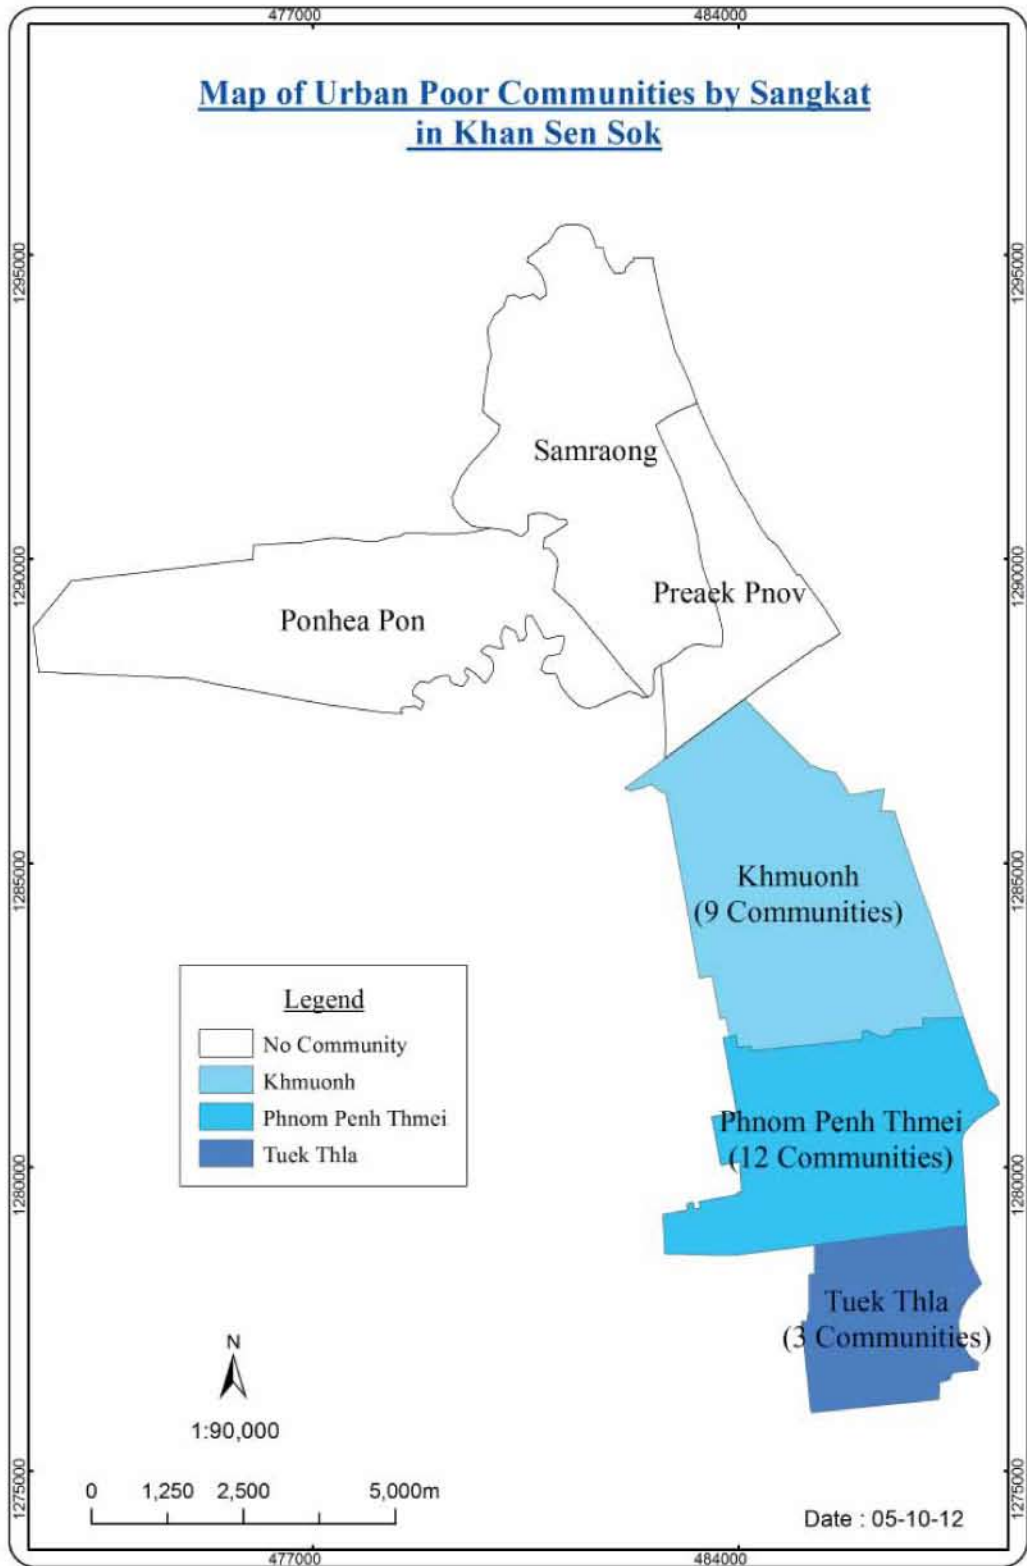 477000
484000
Map of Urban Poor Communities by Sangkat
in Khan Sen Sok
1295000
1295000
Samraong
1290000
1290000
Preaek Pnov
Ponhea Pon
1285000
1285000
Khmuonh
(9 Communities)
Legend
No Community
Khmuonh
Phnom Penh Thmei
Tuek Thla
Phnom Penh Thmei
(12 Communities)
1280000
1280000
Tuek Thla
(3 Communities)
N
1:90,000
0 1,250 2,500 5,000m
1275000
1275000
Date : 05-10-12
477000
484000